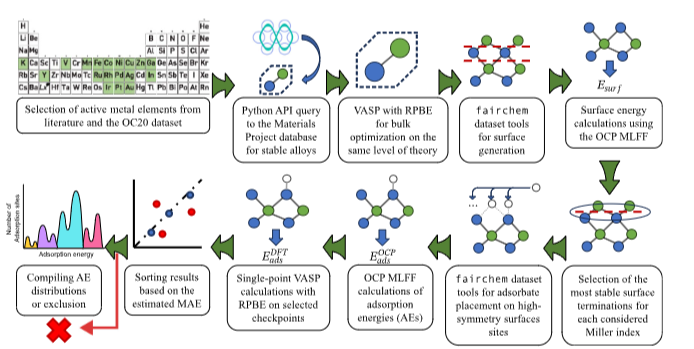 H He
Li Be B C N O F Ne
Na Mg Al Si P S Cl Ar
K Ca Sc Ti V Cr Mn Fe Co Ni Cu Zn Ga Ge As Se Br Kr
Rb Sr Y Zr Nb Mo Tc Ru Rh Pd Ag Cd In Sn Sb Te I Xe
Cs Ba Hf Ta W Re Os Ir Pt Au Hg Tl Pb Bi Po At Rn
Selection of active metal elements from
literature and the OC20 dataset
Python API query
to the Materials
Project database
for stable alloys
VASP with RPBE
for bulk
optimization on the
same level of theory
fairchem dataset
tools for surface
generation
E_surf
Surface energy
calculations using
the OCP MLFF
Number of
Adsorption sites
Adsorption energy
Compiling AE
distributions
or exclusion
Sorting results
based on the
estimated MAE
E_ads^DFT
Single-point VASP
calculations with
RPBE on selected
checkpoints
E_ads^OCP
OCP MLFF
calculations of
adsorption
energies (AEs)
...
fairchem dataset
tools for adsorbate
placement on high-
symmetry surfaces
sites
Selection of the
most stable surface
terminations for
each considered
Miller index